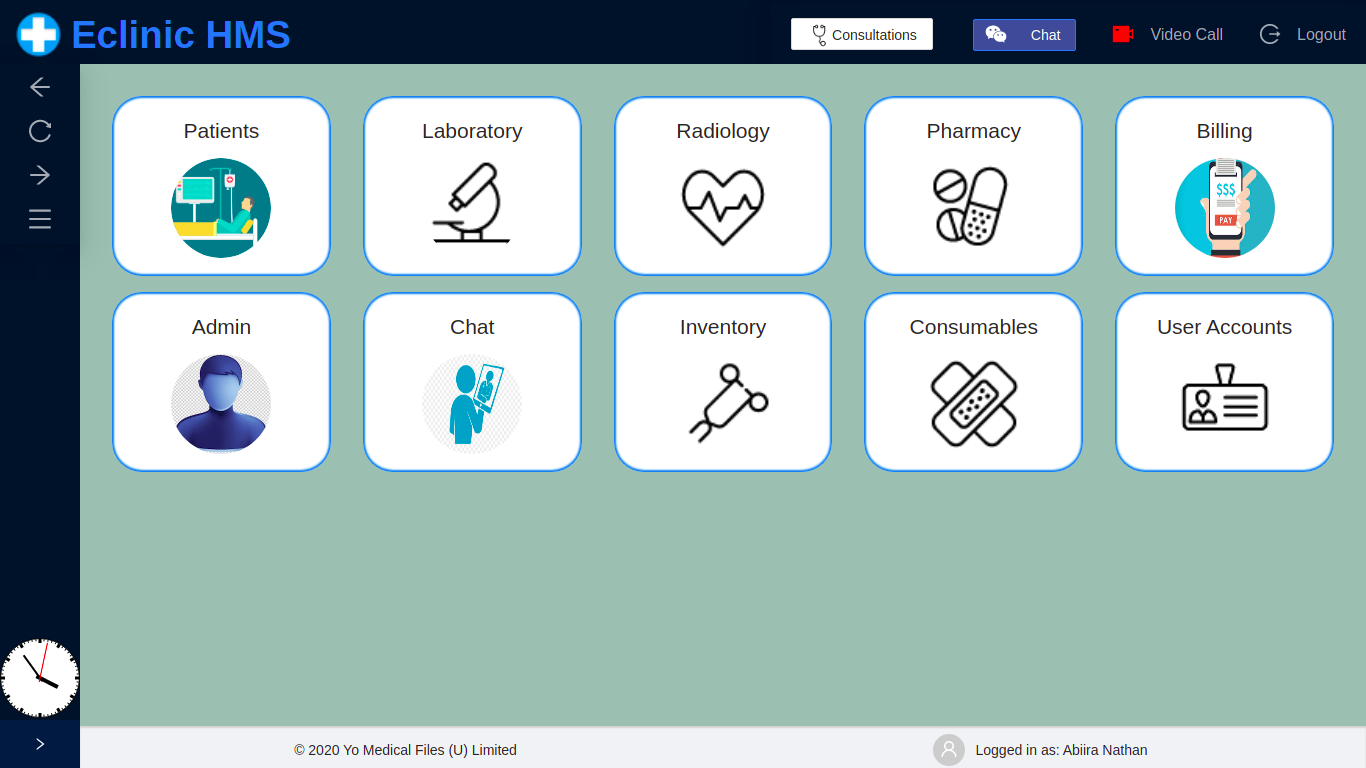 Eclinic HMS
Consultations
Chat
Video Call
Logout
Patients
Laboratory
Radiology
Pharmacy
Billing
$$$
PAY
Admin
Chat
Inventory
Consumables
User Accounts
© 2020 Yo Medical Files (U) Limited
Logged in as: Abiira Nathan